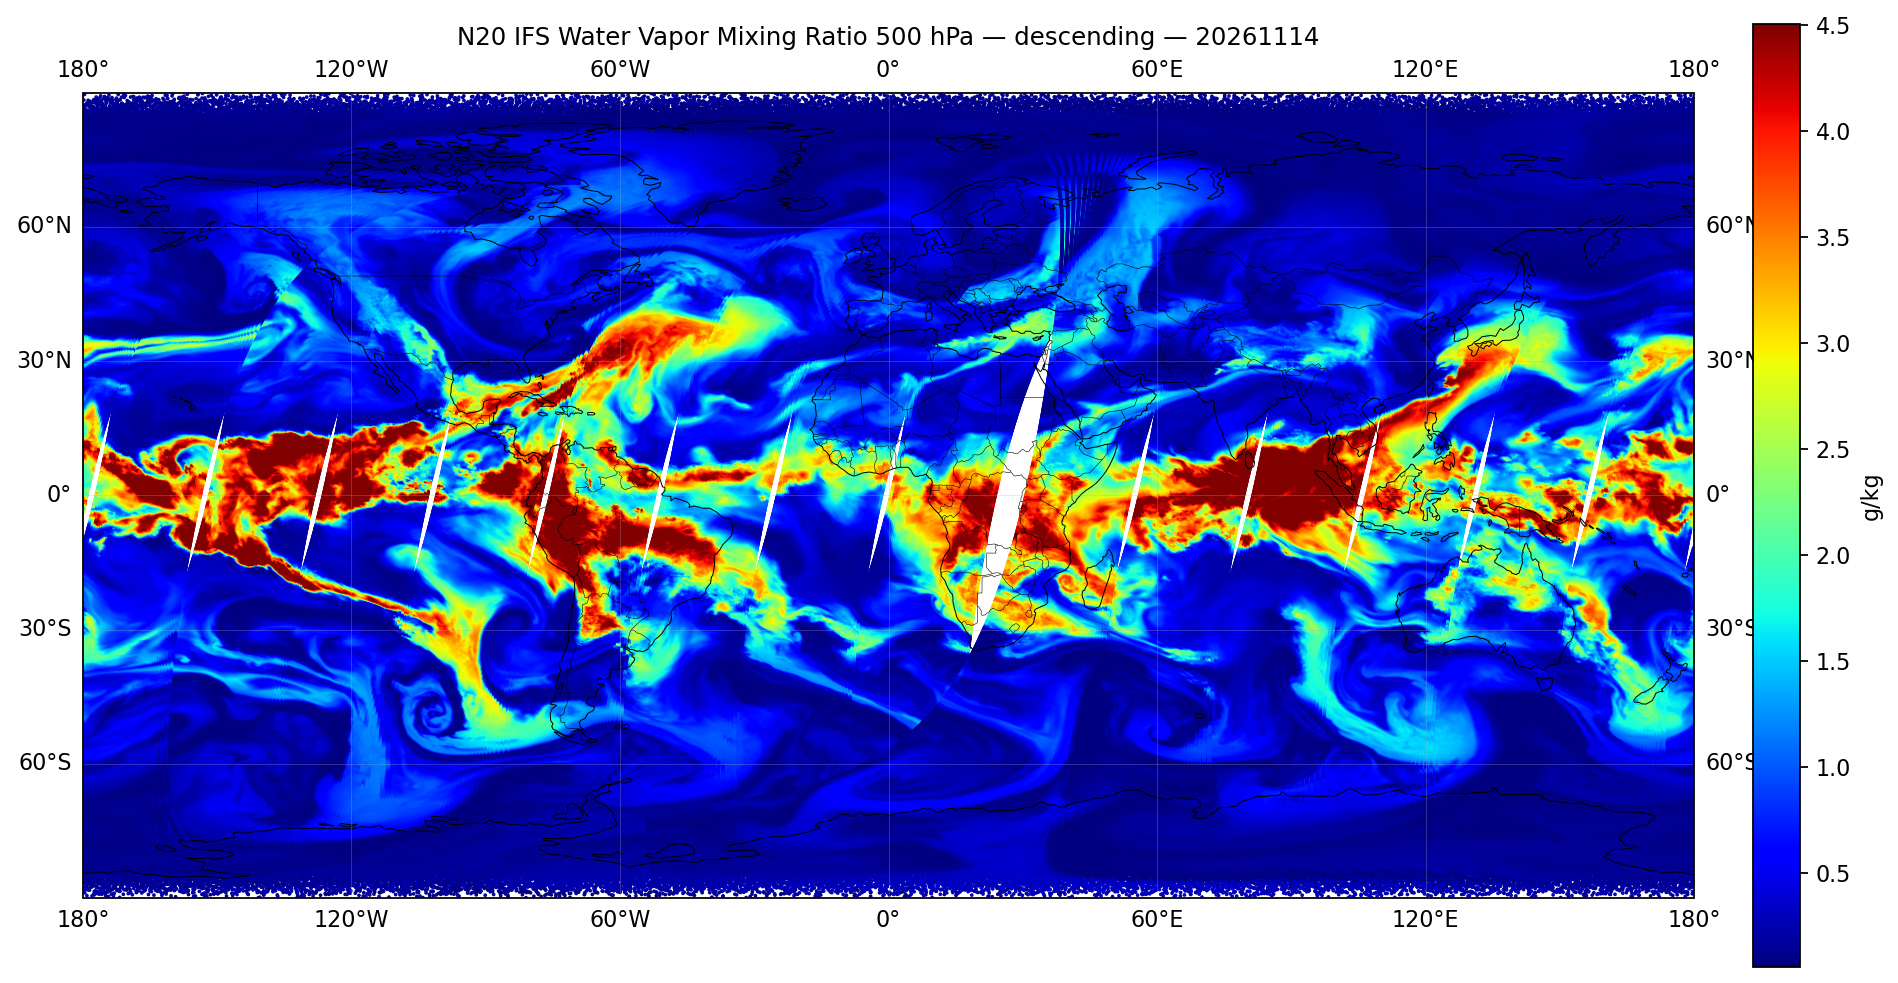 N20 IFS Water Vapor Mixing Ratio 500 hPa — descending — 20261114
180° 120°W 60°W 0° 60°E 120°E 180°
60°N 60°N
30°N 30°N
0° 0°
30°S 30°S
60°S 60°S
180° 120°W 60°W 0° 60°E 120°E 180°
4.5
4.0
3.5
3.0
2.5
2.0
1.5
1.0
0.5
g/kg